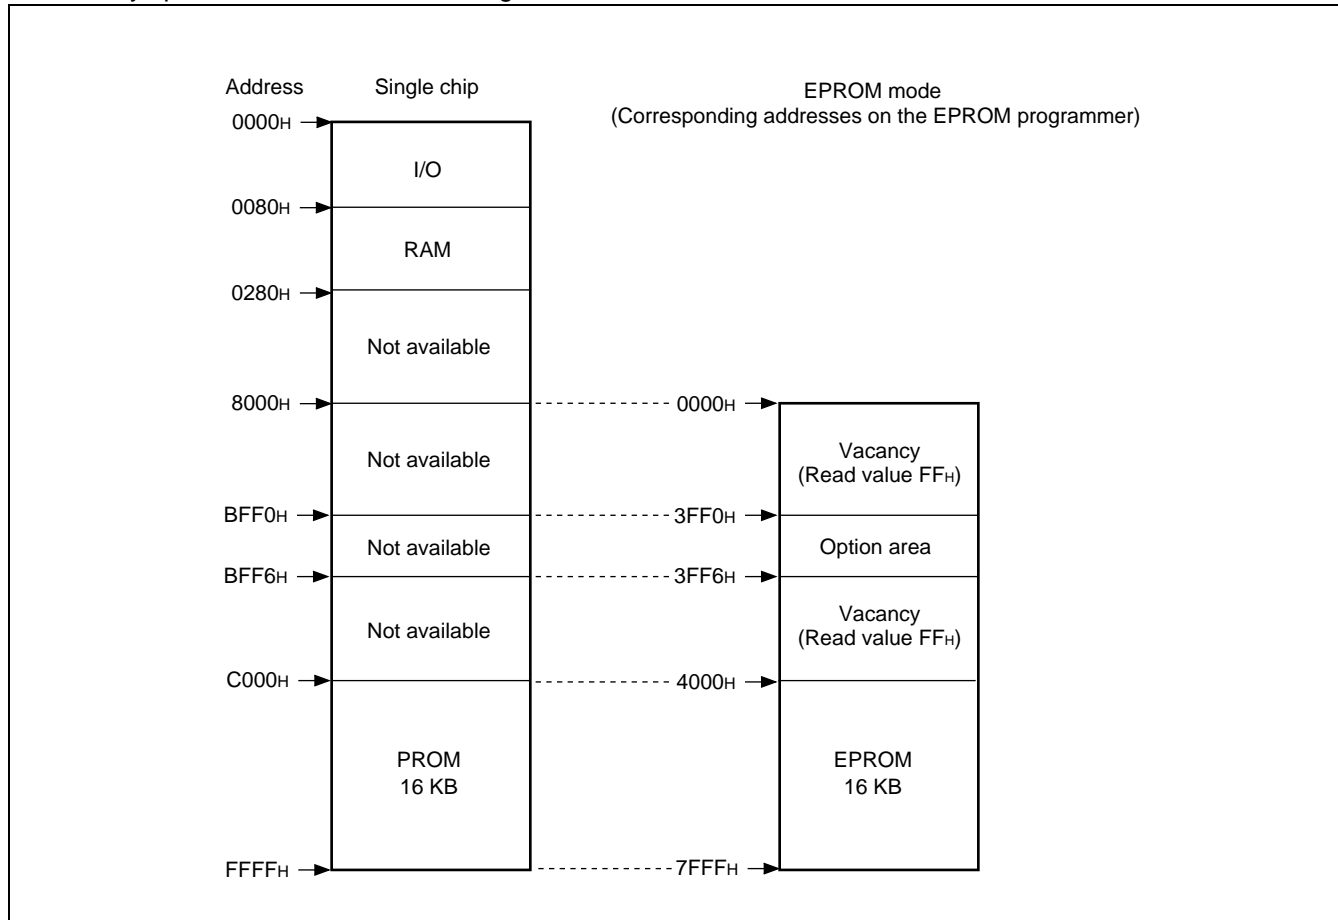 Address
Single chip
EPROM mode
(Corresponding addresses on the EPROM programmer)
0000H
I/O
0080H
RAM
0280H
Not available
8000H
0000H
Not available
Vacancy
(Read value FFH)
BFF0H
3FF0H
Not available
Option area
BFF6H
3FF6H
Not available
Vacancy
(Read value FFH)
C000H
4000H
PROM
16 KB
EPROM
16 KB
FFFFH
7FFFH